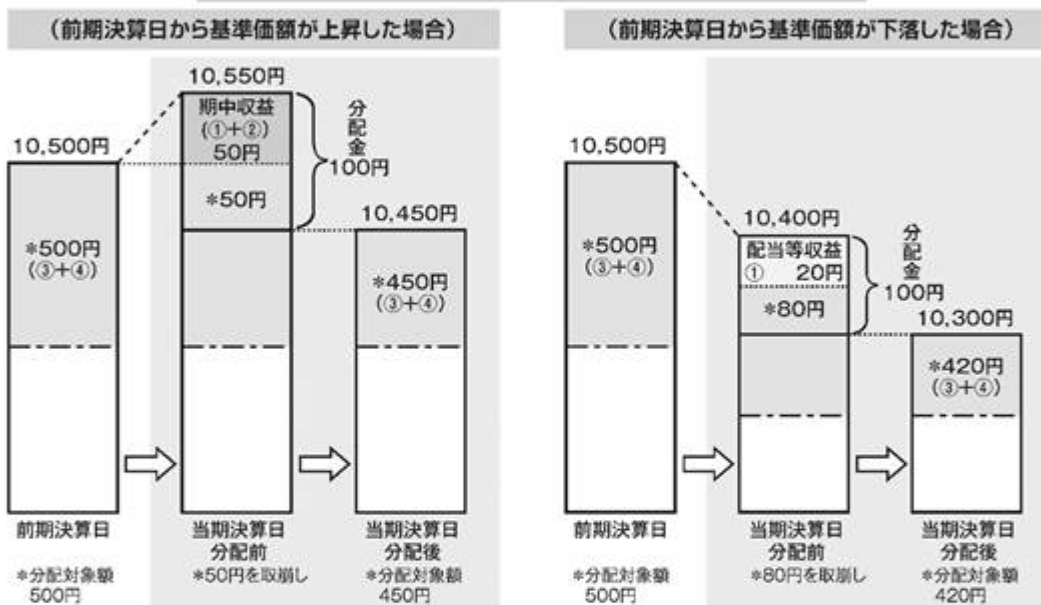 (前期決算日から基準価額が上昇した場合)
10,550円
期中収益
(①+②)
50円
*50円
分配金
100円
10,500円
*500円
(③+④)
10,450円
*450円
(③+④)
前期決算日
*分配対象額
500円
当期決算日
分配前
*50円を取崩し
当期決算日
分配後
*分配対象額
450円
(前期決算日から基準価額が下落した場合)
10,500円
*500円
(③+④)
10,400円
配当等収益
① 20円
*80円
分配金
100円
10,300円
*420円
(③+④)
前期決算日
*分配対象額
500円
当期決算日
分配前
*80円を取崩し
当期決算日
分配後
*分配対象額
420円